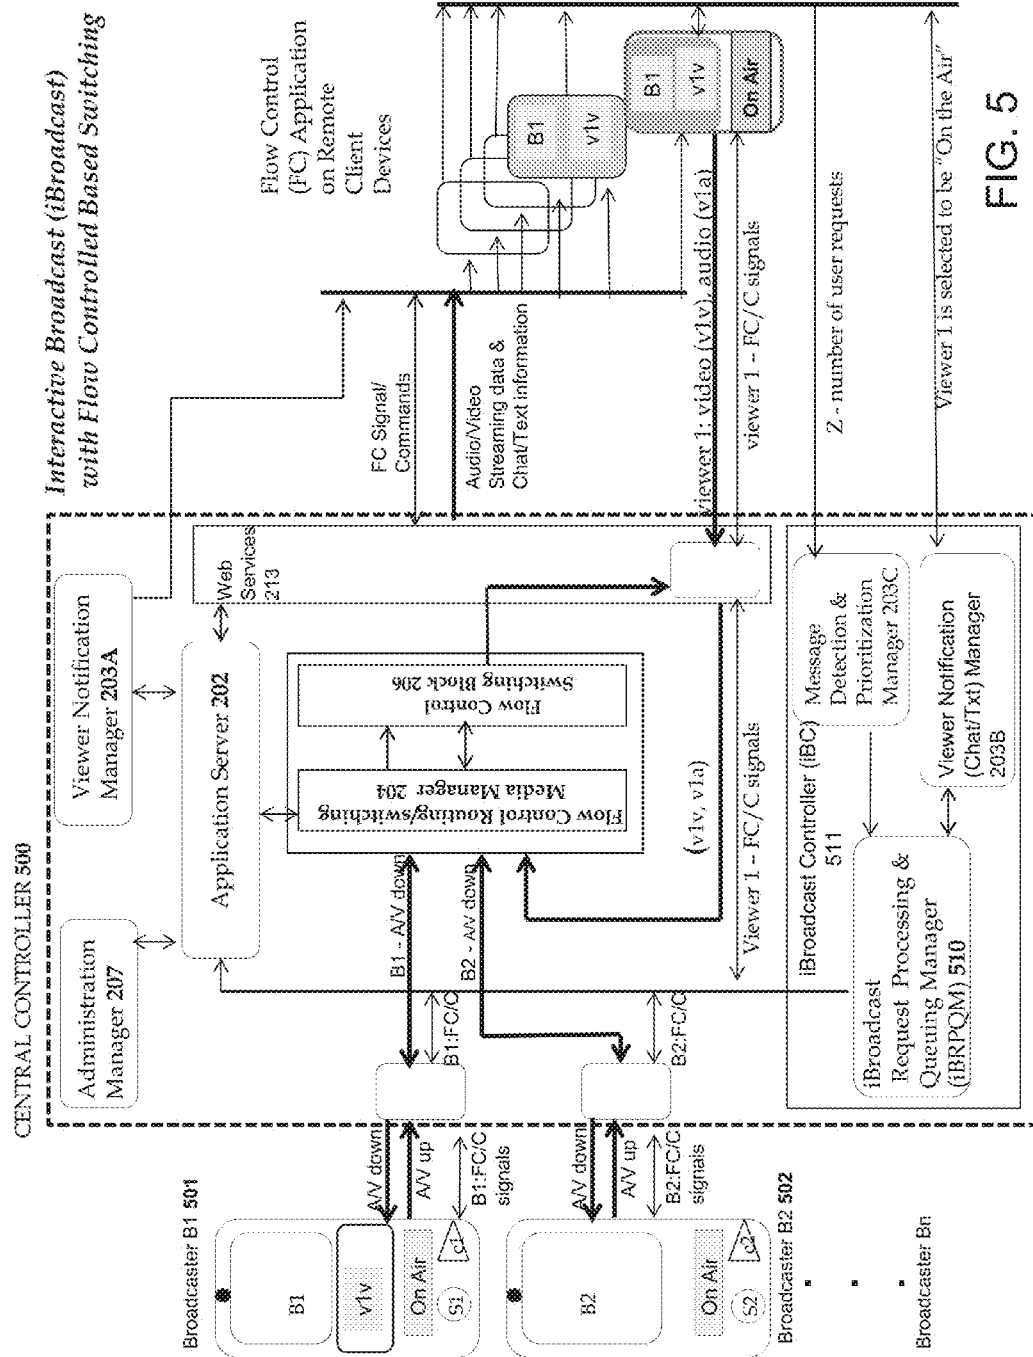 Interactive Broadcast (iBroadcast)
with Flow Controlled Based Switching
CENTRAL CONTROLLER 500
Broadcaster B1 501
B1
v1v
On Air
S1
c1
A/V down
A/V up
B1:FC/C
signals
Broadcaster B2 502
B2
On Air
S2
c2
A/V down
A/V up
B2:FC/C
signals
Broadcaster Bn
Administration
Manager 207
Viewer Notification
Manager 203A
Application Server 202
Web
Services
213
B1:FC/C
B2:FC/C
B1 - A/V down
B2 - A/V down
Flow Control Routing/switching
Media Manager 204
Flow Control
Switching Block 206
(v1v, v1a)
Viewer 1 - FC/C signals
iBroadcast Controller (iBC)
511
iBroadcast
Request Processing &
Queuing Manager
(iBRPQM) 510
Message
Detection &
Prioritization
Manager 203C
Viewer Notification
(Chat/Txt) Manager
203B
FC Signal/
Commands
Audio/Video
Streaming data &
Chat/Text information
Flow Control
(FC) Application
on Remote
Client
Devices
B1
v1v
B1
v1v
On Air
viewer 1: video (v1v), audio (v1a)
viewer 1 - FC/C signals
Z - number of user requests
Viewer 1 is selected to be "On the Air"
FIG. 5